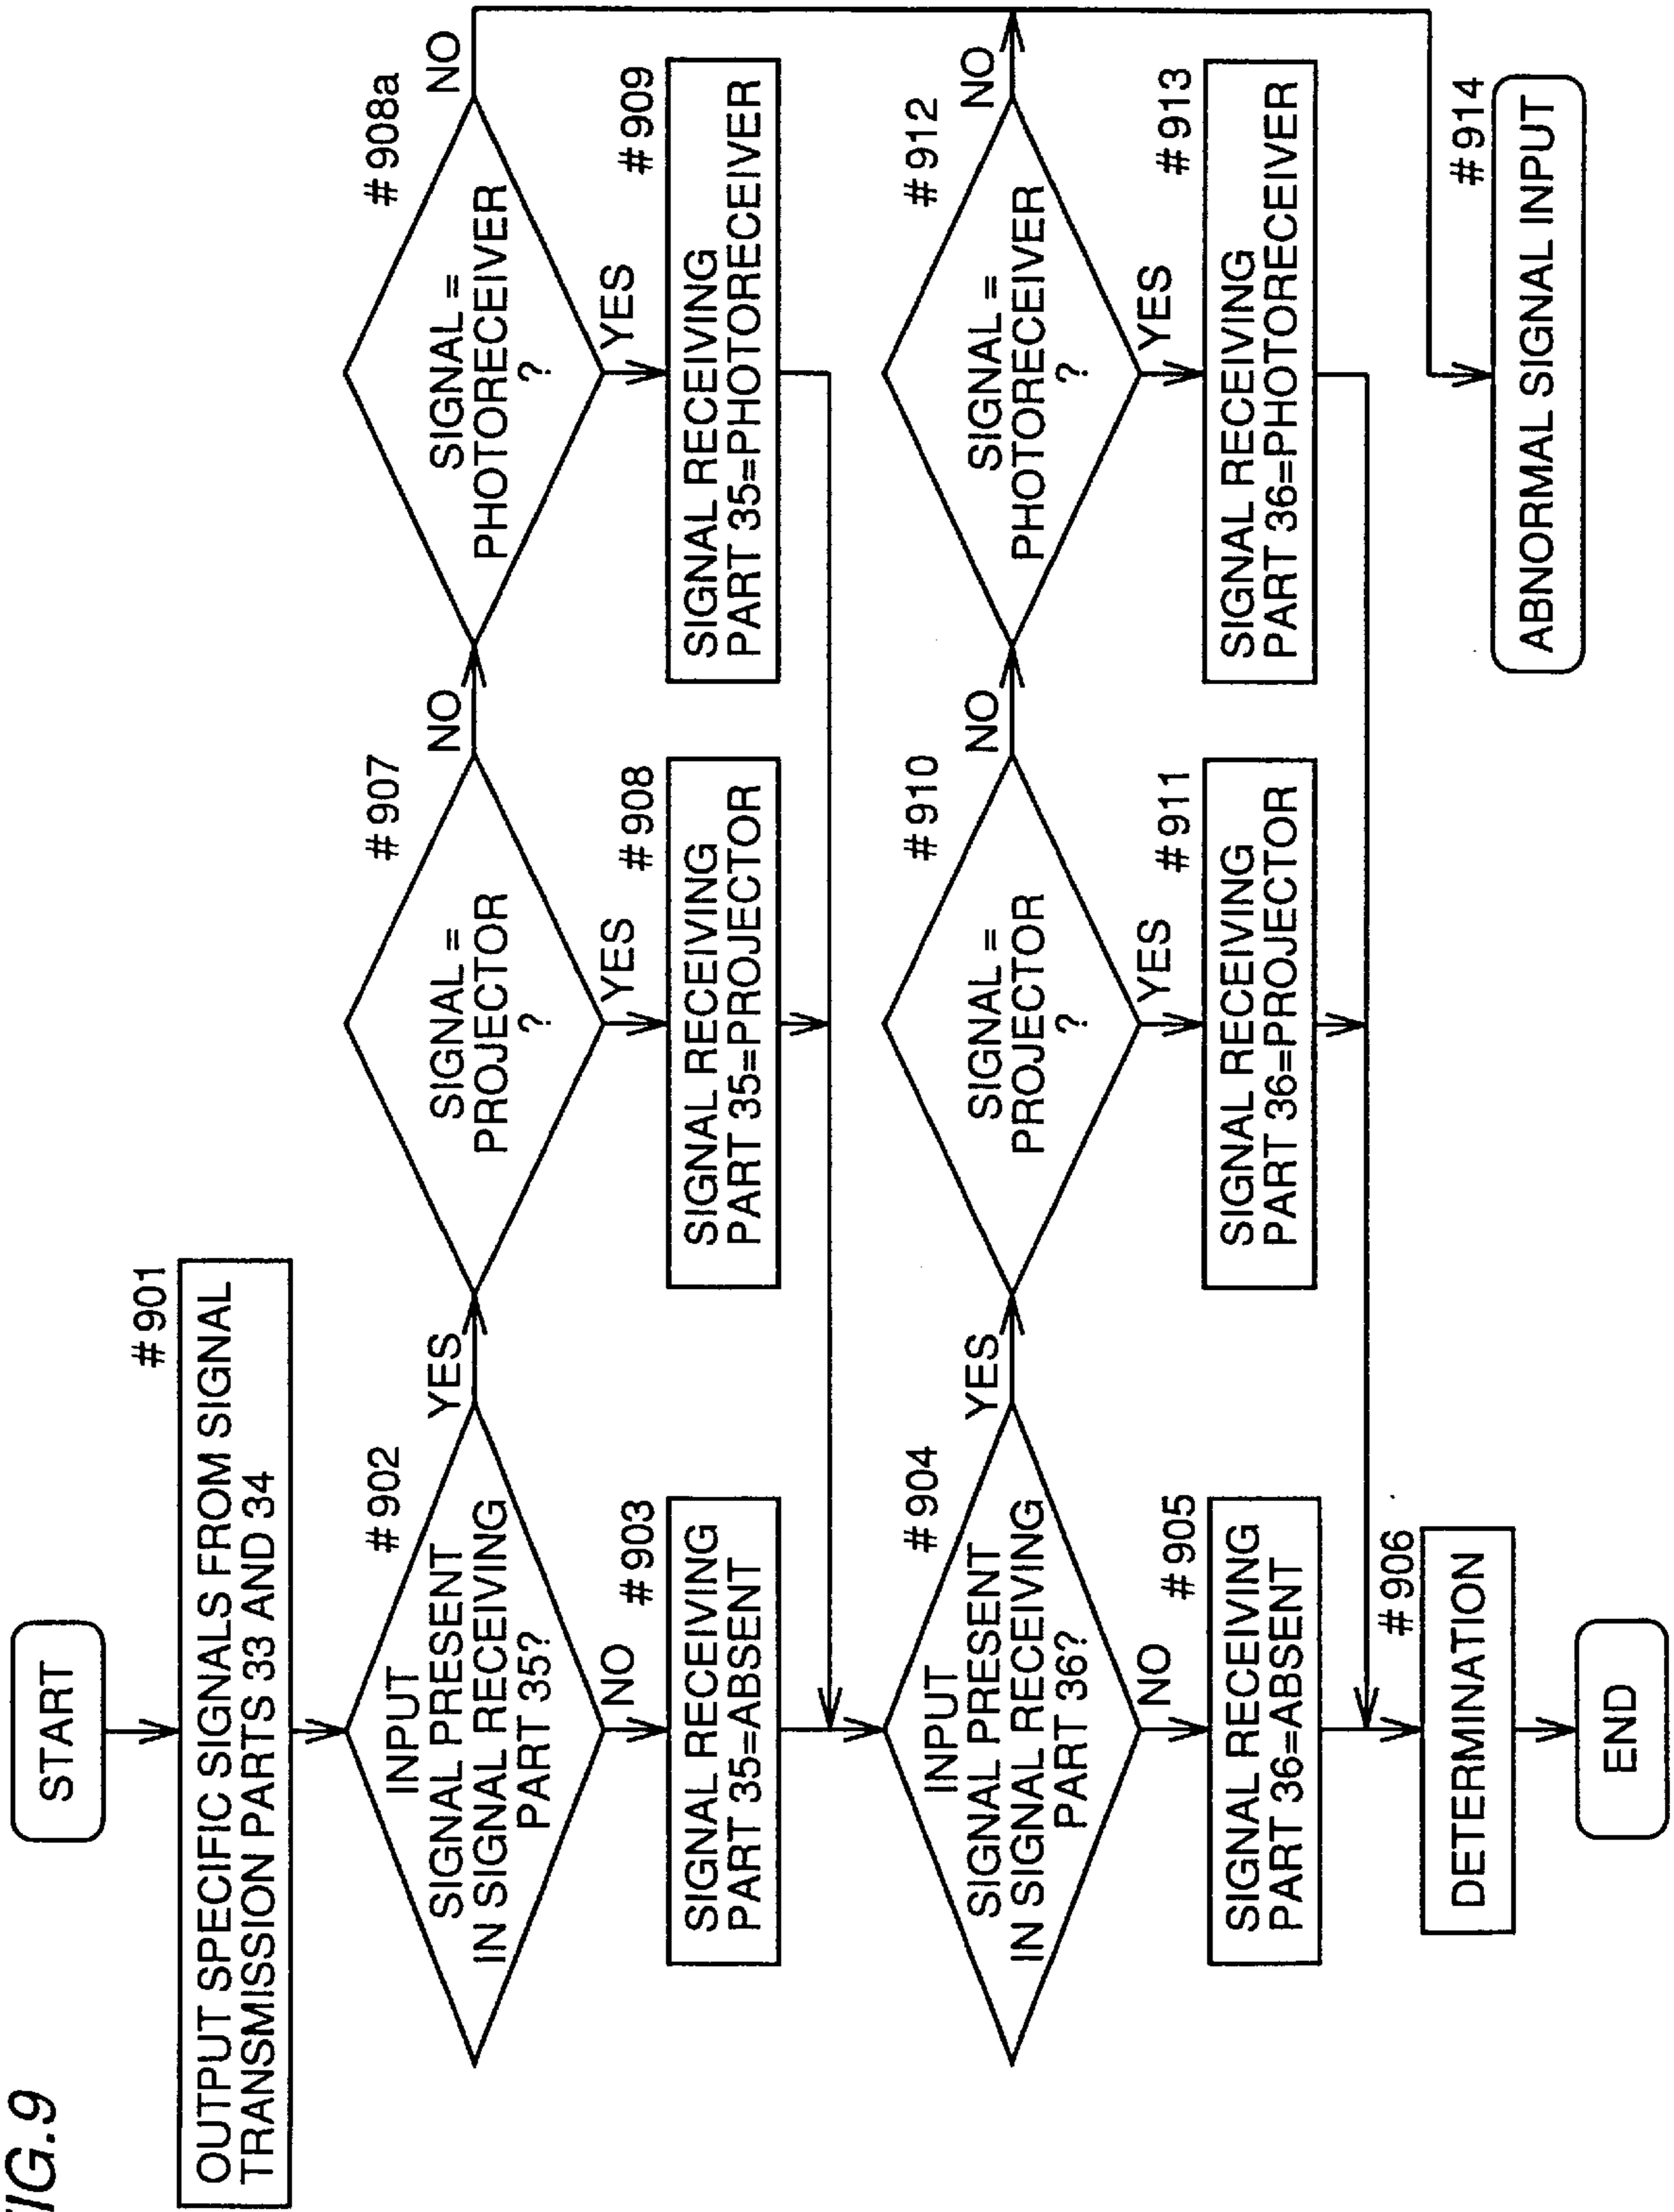 FIG.9
START
#901
OUTPUT SPECIFIC SIGNALS FROM SIGNAL
TRANSMISSION PARTS 33 AND 34
#902
INPUT
SIGNAL PRESENT
IN SIGNAL RECEIVING
PART 35?
YES
NO
#907
SIGNAL =
PROJECTOR
?
NO
YES
#908a
SIGNAL =
PHOTORECEIVER
?
NO
YES
#903
SIGNAL RECEIVING
PART 35=ABSENT
#908
SIGNAL RECEIVING
PART 35=PROJECTOR
#909
SIGNAL RECEIVING
PART 35=PHOTORECEIVER
#904
INPUT
SIGNAL PRESENT
IN SIGNAL RECEIVING
PART 36?
YES
NO
#910
SIGNAL =
PROJECTOR
?
NO
YES
#912
SIGNAL =
PHOTORECEIVER
?
NO
YES
#905
SIGNAL RECEIVING
PART 36=ABSENT
#911
SIGNAL RECEIVING
PART 36=PROJECTOR
#913
SIGNAL RECEIVING
PART 36=PHOTORECEIVER
#906
DETERMINATION
#914
ABNORMAL SIGNAL INPUT
END